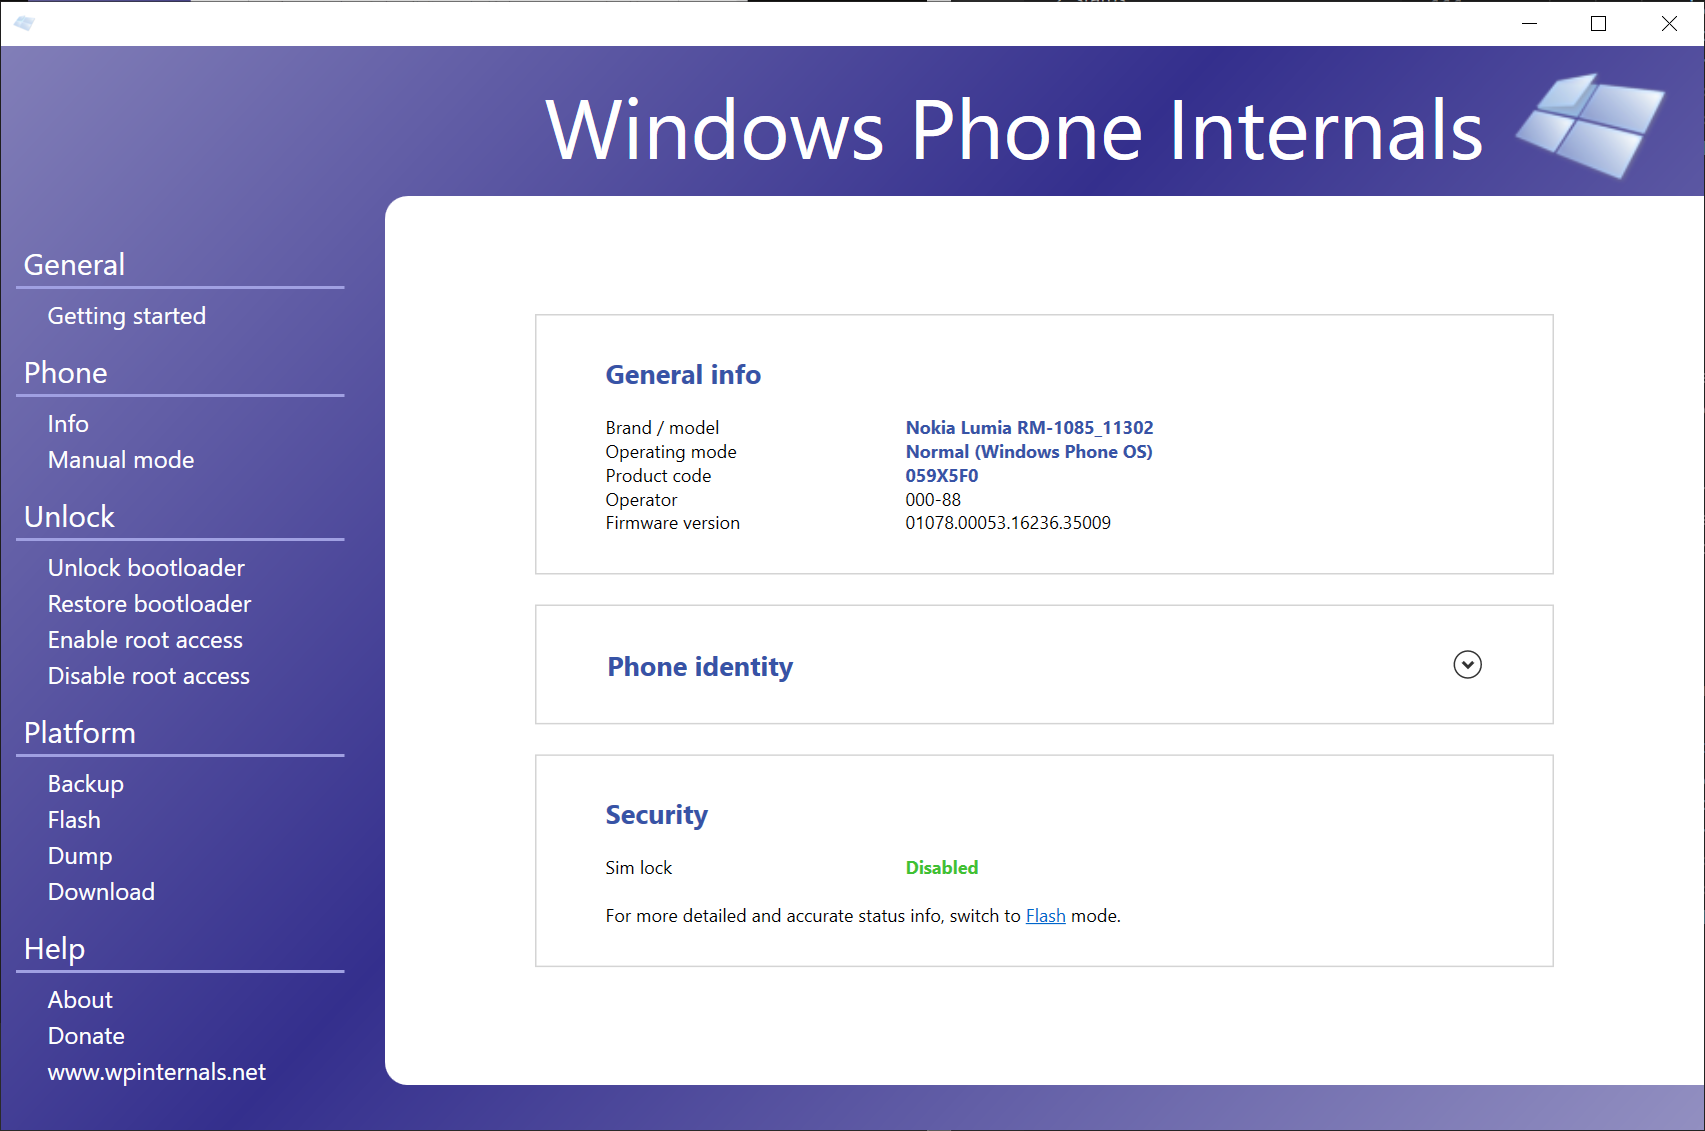 Windows Phone Internals
General
Getting started
Phone
Info
Manual mode
Unlock
Unlock bootloader
Restore bootloader
Enable root access
Disable root access
Platform
Backup
Flash
Dump
Download
Help
About
Donate
www.wpinternals.net
General info
Brand / model Nokia Lumia RM-1085_11302
Operating mode Normal (Windows Phone OS)
Product code 059X5F0
Operator 000-88
Firmware version 01078.00053.16236.35009
Phone identity
Security
Sim lock Disabled
For more detailed and accurate status info, switch to Flash mode.